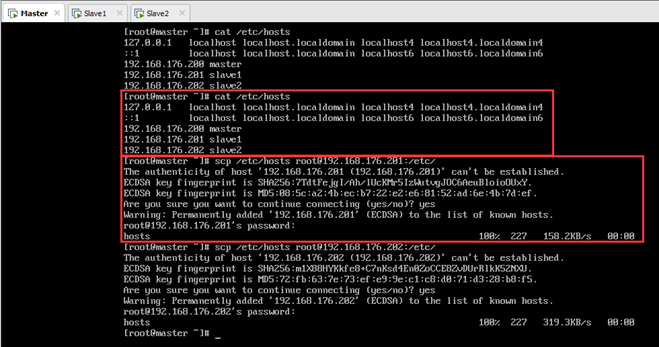 Master × Slave1 × Slave2 ×
[root@master ~]# cat /etc/hosts
127.0.0.1 localhost localhost.localdomain localhost4 localhost4.localdomain4
::1 localhost localhost.localdomain localhost6 localhost6.localdomain6
192.168.176.200 master
192.168.176.201 slave1
192.168.176.202 slave2
[root@master ~]# cat /etc/hosts
127.0.0.1 localhost localhost.localdomain localhost4 localhost4.localdomain4
::1 localhost localhost.localdomain localhost6 localhost6.localdomain6
192.168.176.200 master
192.168.176.201 slave1
192.168.176.202 slave2
[root@master ~]# scp /etc/hosts root@192.168.176.201:/etc/
The authenticity of host '192.168.176.201 (192.168.176.201)' can't be established.
ECDSA key fingerprint is
ECDSA key fingerprint is MD5:08:5c:a2:4b:ec:b7:22:e2:e6:81:52:ad:6e:4b:7d:ef.
Are you sure you want to continue connecting (yes/no)? yes
Warning: Permanently added '192.168.176.201' (ECDSA) to the list of known hosts.
root@192.168.176.201's password:
hosts 100% 227 158.2KB/s 00:00
[root@master ~]# scp /etc/hosts root@192.168.176.202:/etc/
The authenticity of host '192.168.176.202 (192.168.176.202)' can't be established.
ECDSA key fingerprint is
ECDSA key fingerprint is MD5:72:fb:63:7e:73:ef:e9:9e:c1:c8:d0:71:d3:28:b8:f5.
Are you sure you want to continue connecting (yes/no)? yes
Warning: Permanently added '192.168.176.202' (ECDSA) to the list of known hosts.
root@192.168.176.202's password:
hosts 100% 227 319.3KB/s 00:00
[root@master ~]# _